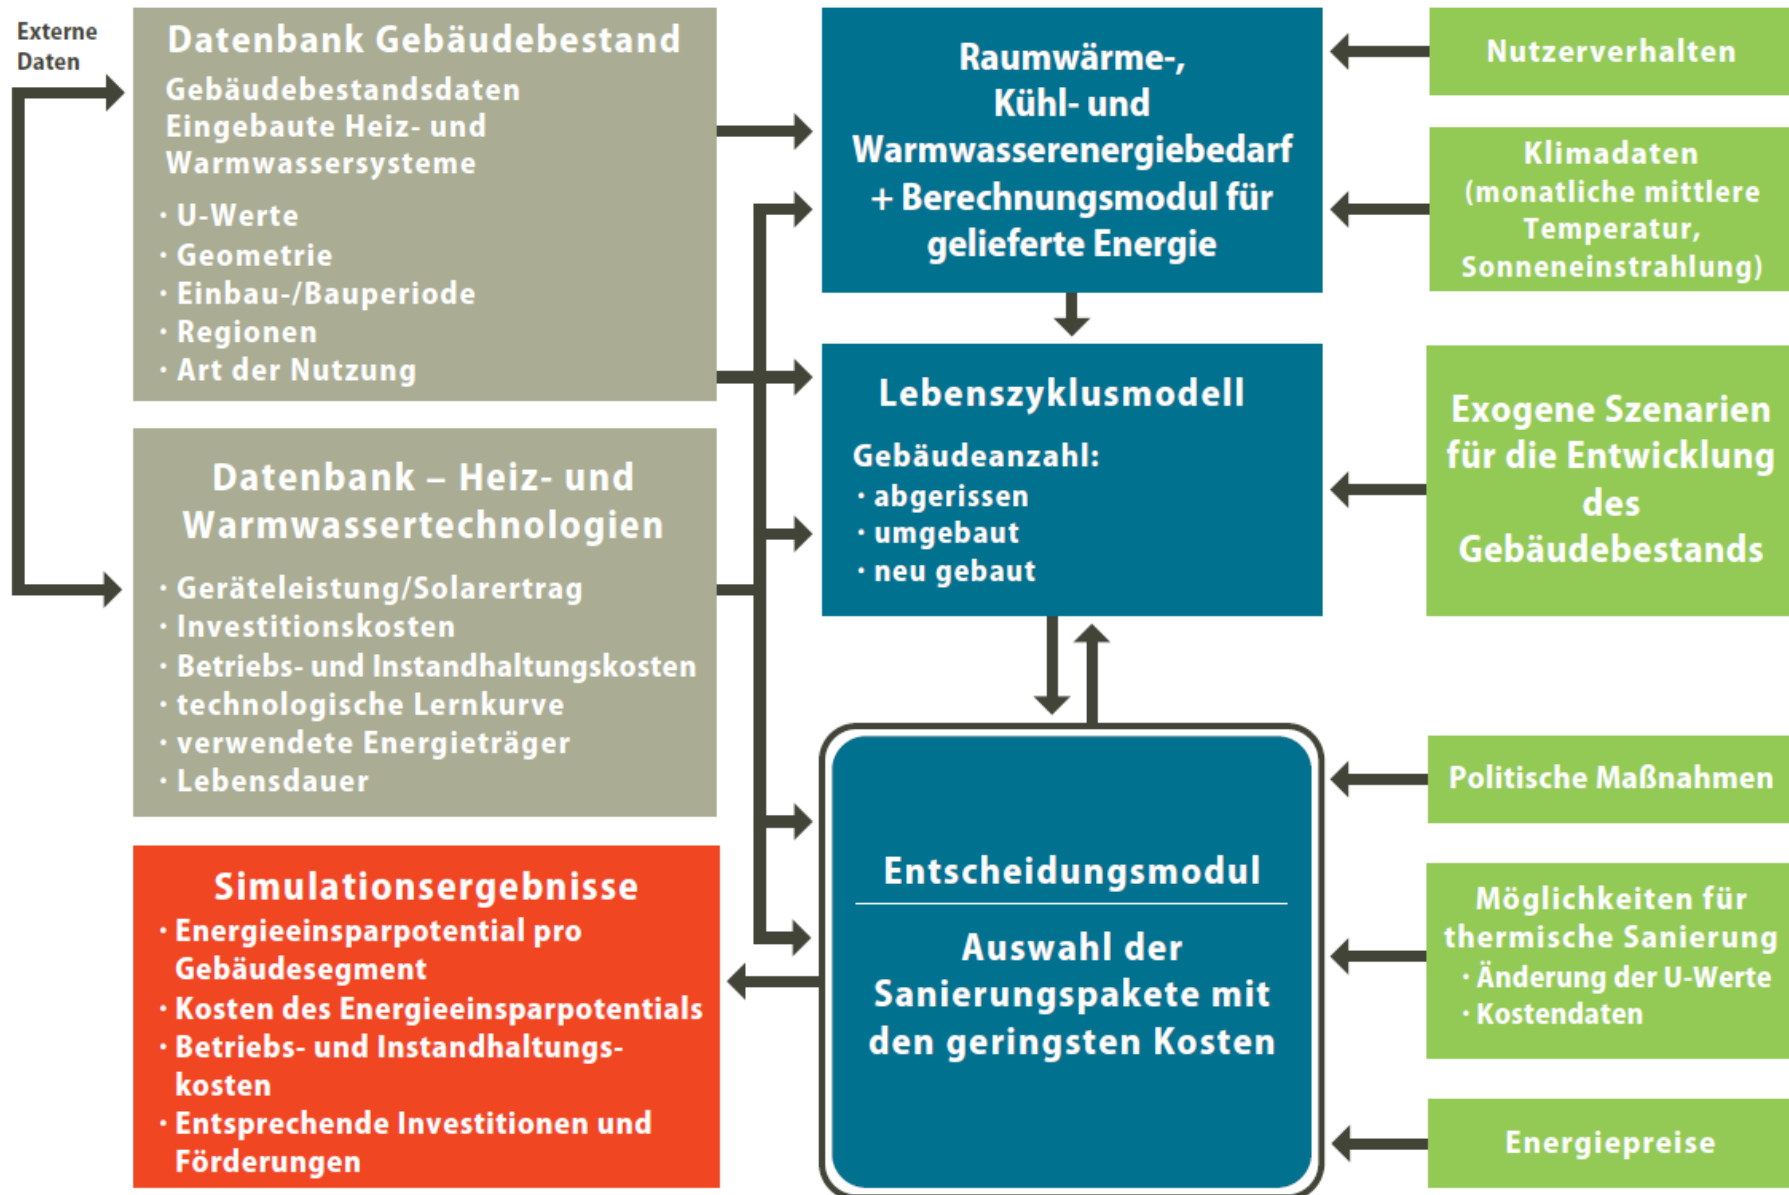 Externe
Daten
Datenbank Gebäudebestand
Gebäudebestandsdaten
Eingebaute Heiz- und
Warmwassersysteme
· U-Werte
· Geometrie
· Einbau-/Bauperiode
· Regionen
· Art der Nutzung
Datenbank – Heiz- und
Warmwassertechnologien
· Geräteleistung/Solarertrag
· Investitionskosten
· Betriebs- und Instandhaltungskosten
· technologische Lernkurve
· verwendete Energieträger
· Lebensdauer
Simulationsergebnisse
· Energieeinsparpotential pro
Gebäudesegment
· Kosten des Energieeinsparpotentials
· Betriebs- und Instandhaltungs-
kosten
· Entsprechende Investitionen und
Förderungen
Raumwärme-,
Kühl- und
Warmwasserenergiebedarf
+ Berechnungsmodul für
gelieferte Energie
Lebenszyklusmodell
Gebäudeanzahl:
· abgerissen
· umgebaut
· neu gebaut
Entscheidungsmodul
Auswahl der
Sanierungspakete mit
den geringsten Kosten
Nutzerverhalten
Klimadaten
(monatliche mittlere
Temperatur,
Sonneneinstrahlung)
Exogene Szenarien
für die Entwicklung
des
Gebäudebestands
Politische Maßnahmen
Möglichkeiten für
thermische Sanierung
· Änderung der U-Werte
· Kostendaten
Energiepreise